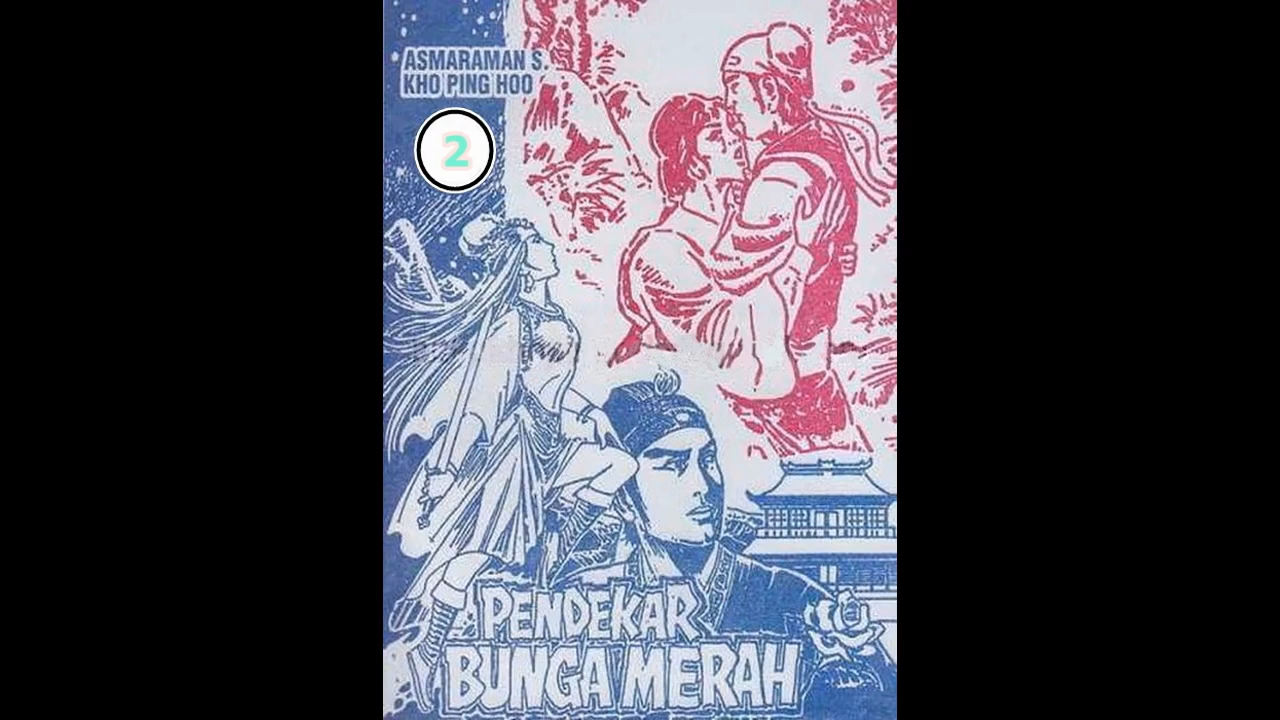 ASMARAMAN S.
KHO PING HOO
2
PENDEKAR
BUNGA MERAH